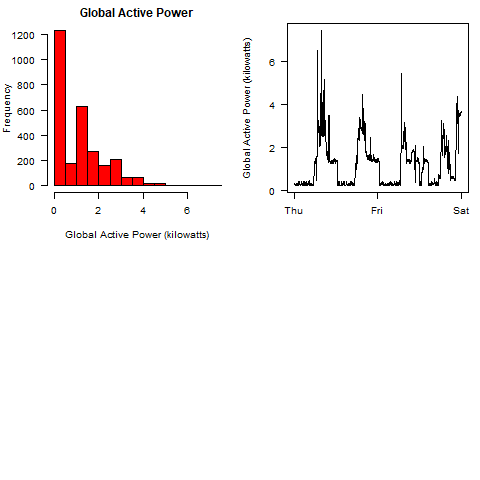 Global Active Power
Frequency
1200
1000
800
600
400
200
0
0 2 4 6
Global Active Power (kilowatts)
Global Active Power (kilowatts)
6
4
2
0
Thu Fri Sat